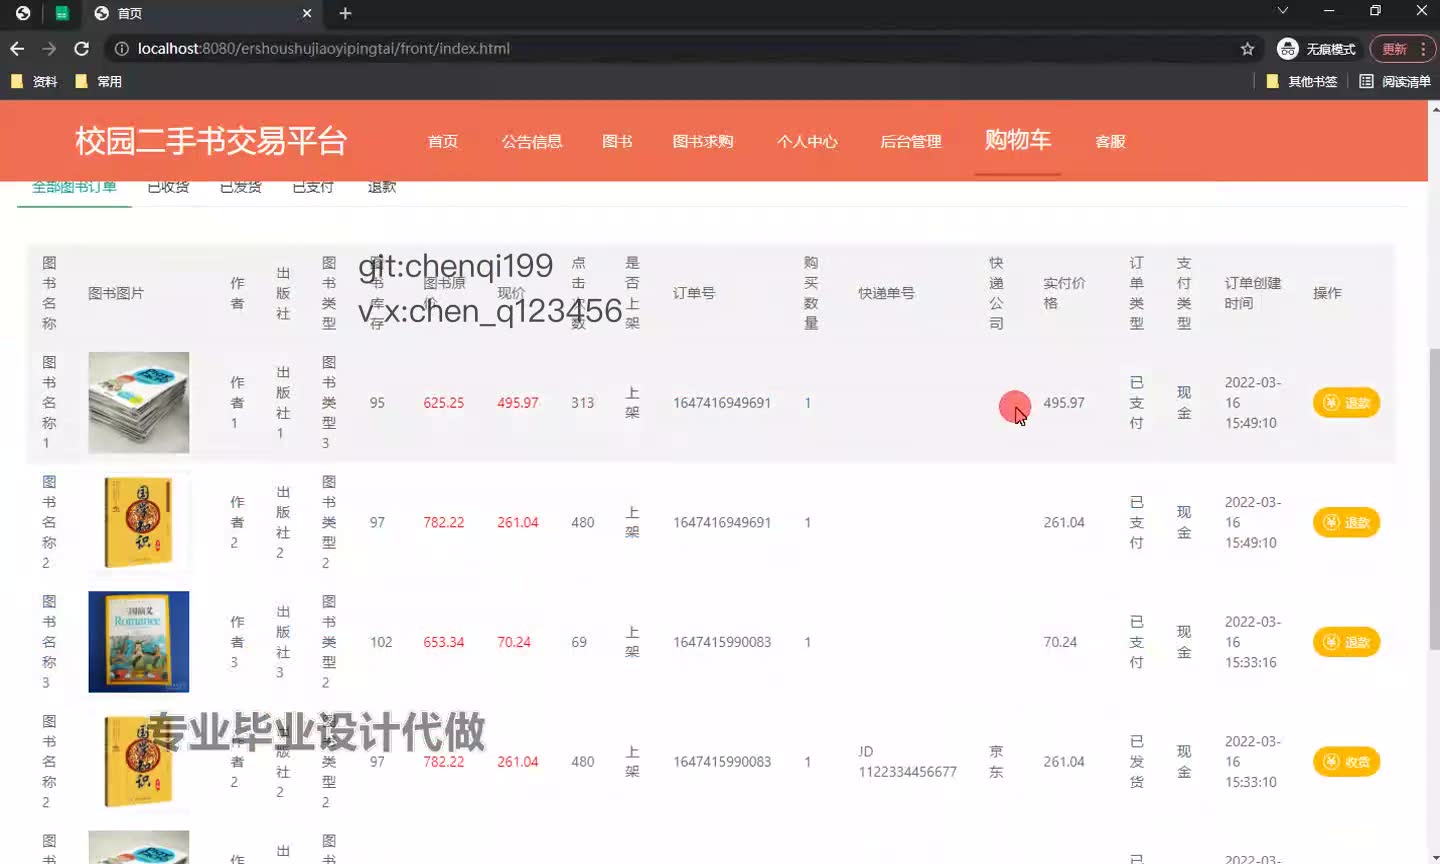 首页
localhost:8080/ershoushujiaoyipingtai/front/index.html
无痕模式
更新
资料
常用
其他书签
阅读清单
校园二手书交易平台
首页
公告信息
图书
图书求购
个人中心
后台管理
购物车
客服
全部图书订单
已收货
已发货
已支付
退款
git:chenqi199
v x:chen_q123456
图书名称
图书图片
作者
出版社
图书类型
图书库存
图书原价
现价
点击次数
是否上架
订单号
购买数量
快递单号
快递公司
实付价格
订单类型
支付类型
订单创建时间
操作
图书名称1
作者1
出版社1
图书类型3
95
625.25
495.97
313
上架
1647416949691
1
495.97
已支付
现金
2022-03-16 15:49:10
退款
图书名称2
国学知识
作者2
出版社2
图书类型2
97
782.22
261.04
480
上架
1647416949691
1
261.04
已支付
现金
2022-03-16 15:49:10
退款
图书名称3
三国演义
Romance
作者3
出版社3
图书类型2
102
653.34
70.24
69
上架
1647415990083
1
70.24
已支付
现金
2022-03-16 15:33:16
退款
专业毕业设计代做
图书名称2
国学知识
作者2
出版社2
图书类型2
97
782.22
261.04
480
上架
1647415990083
1
JD1122334456677
京东
261.04
已发货
现金
2022-03-16 15:33:10
收货
图书
作
出
图书
已
2022-03-